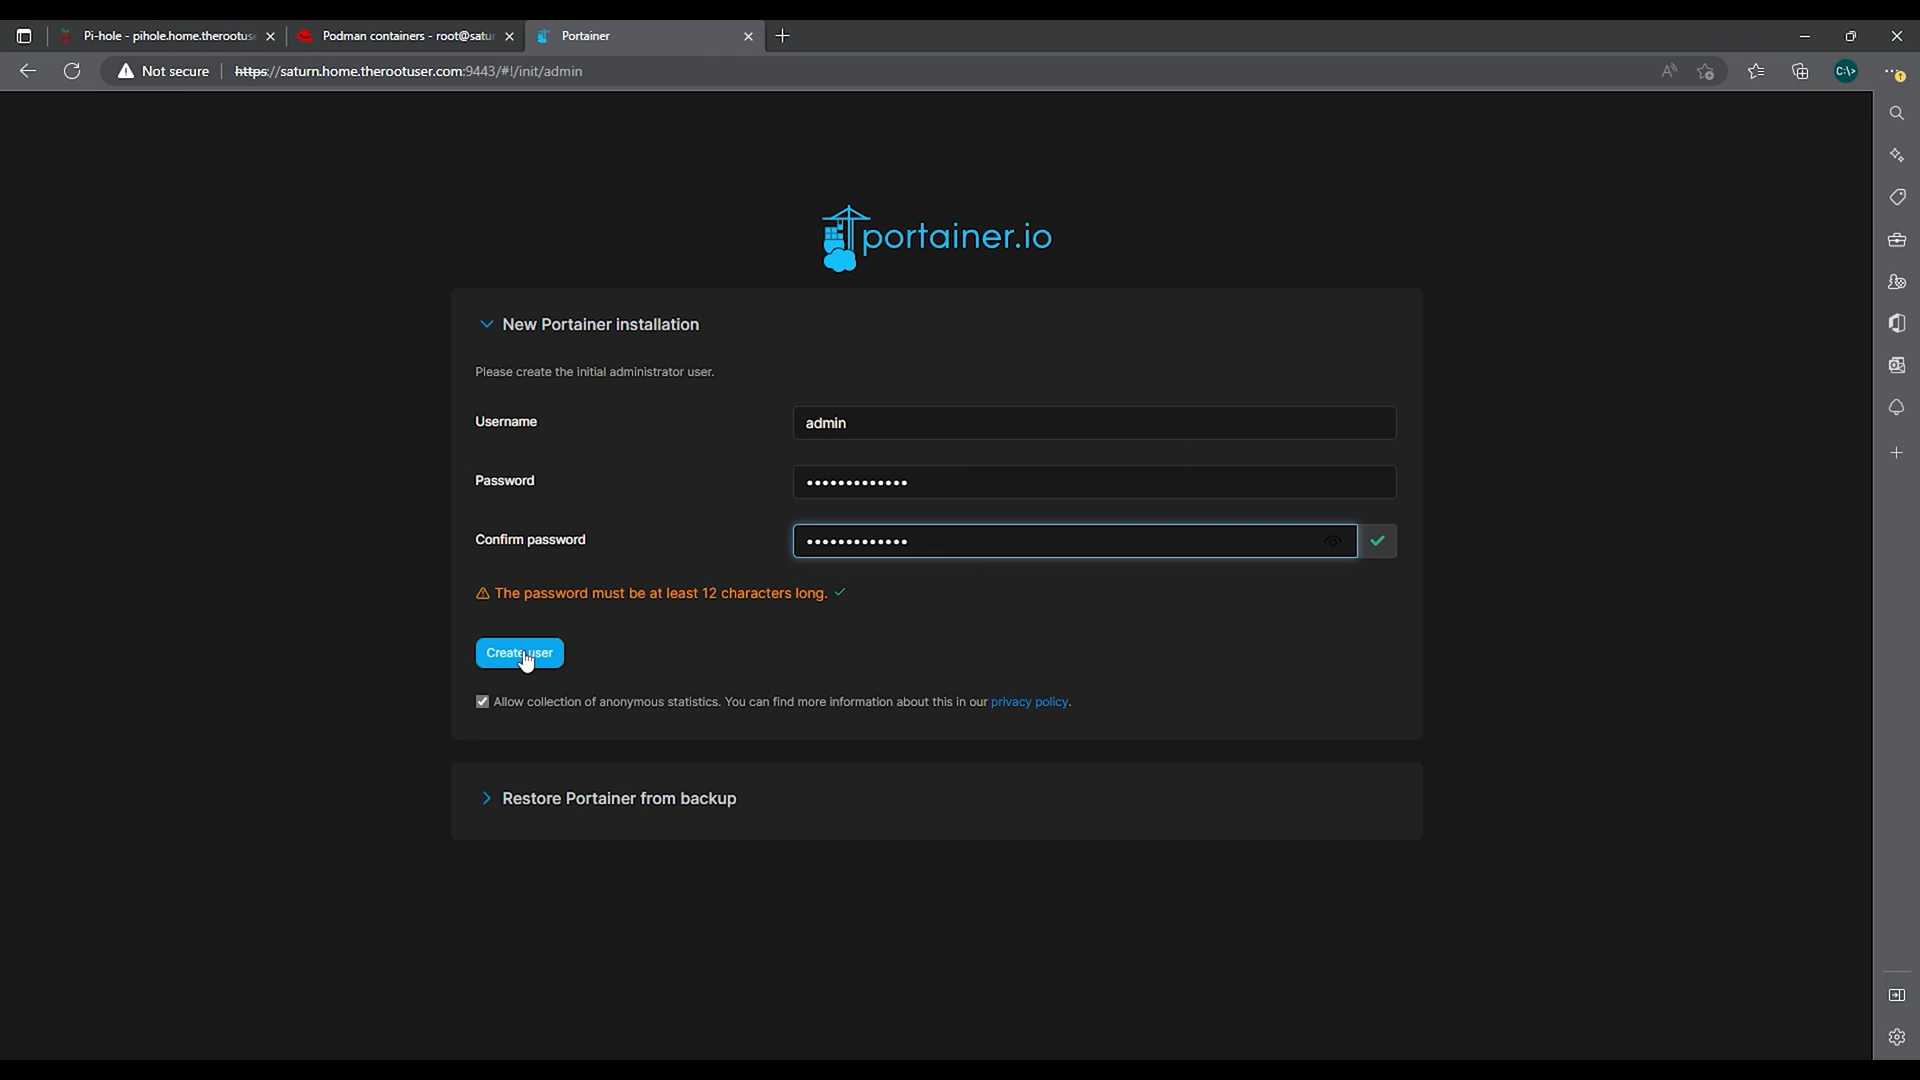 Pi-hole - pihole.home.therootus
Podman containers - root@satur
Portainer
Not secure
https://saturn.home.therootuser.com:9443/#!/init/admin
C:\>
portainer.io
New Portainer installation
Please create the initial administrator user.
Username
admin
Password
•••••••••••••
Confirm password
•••••••••••••
The password must be at least 12 characters long.
Create user
Allow collection of anonymous statistics. You can find more information about this in our privacy policy.
Restore Portainer from backup